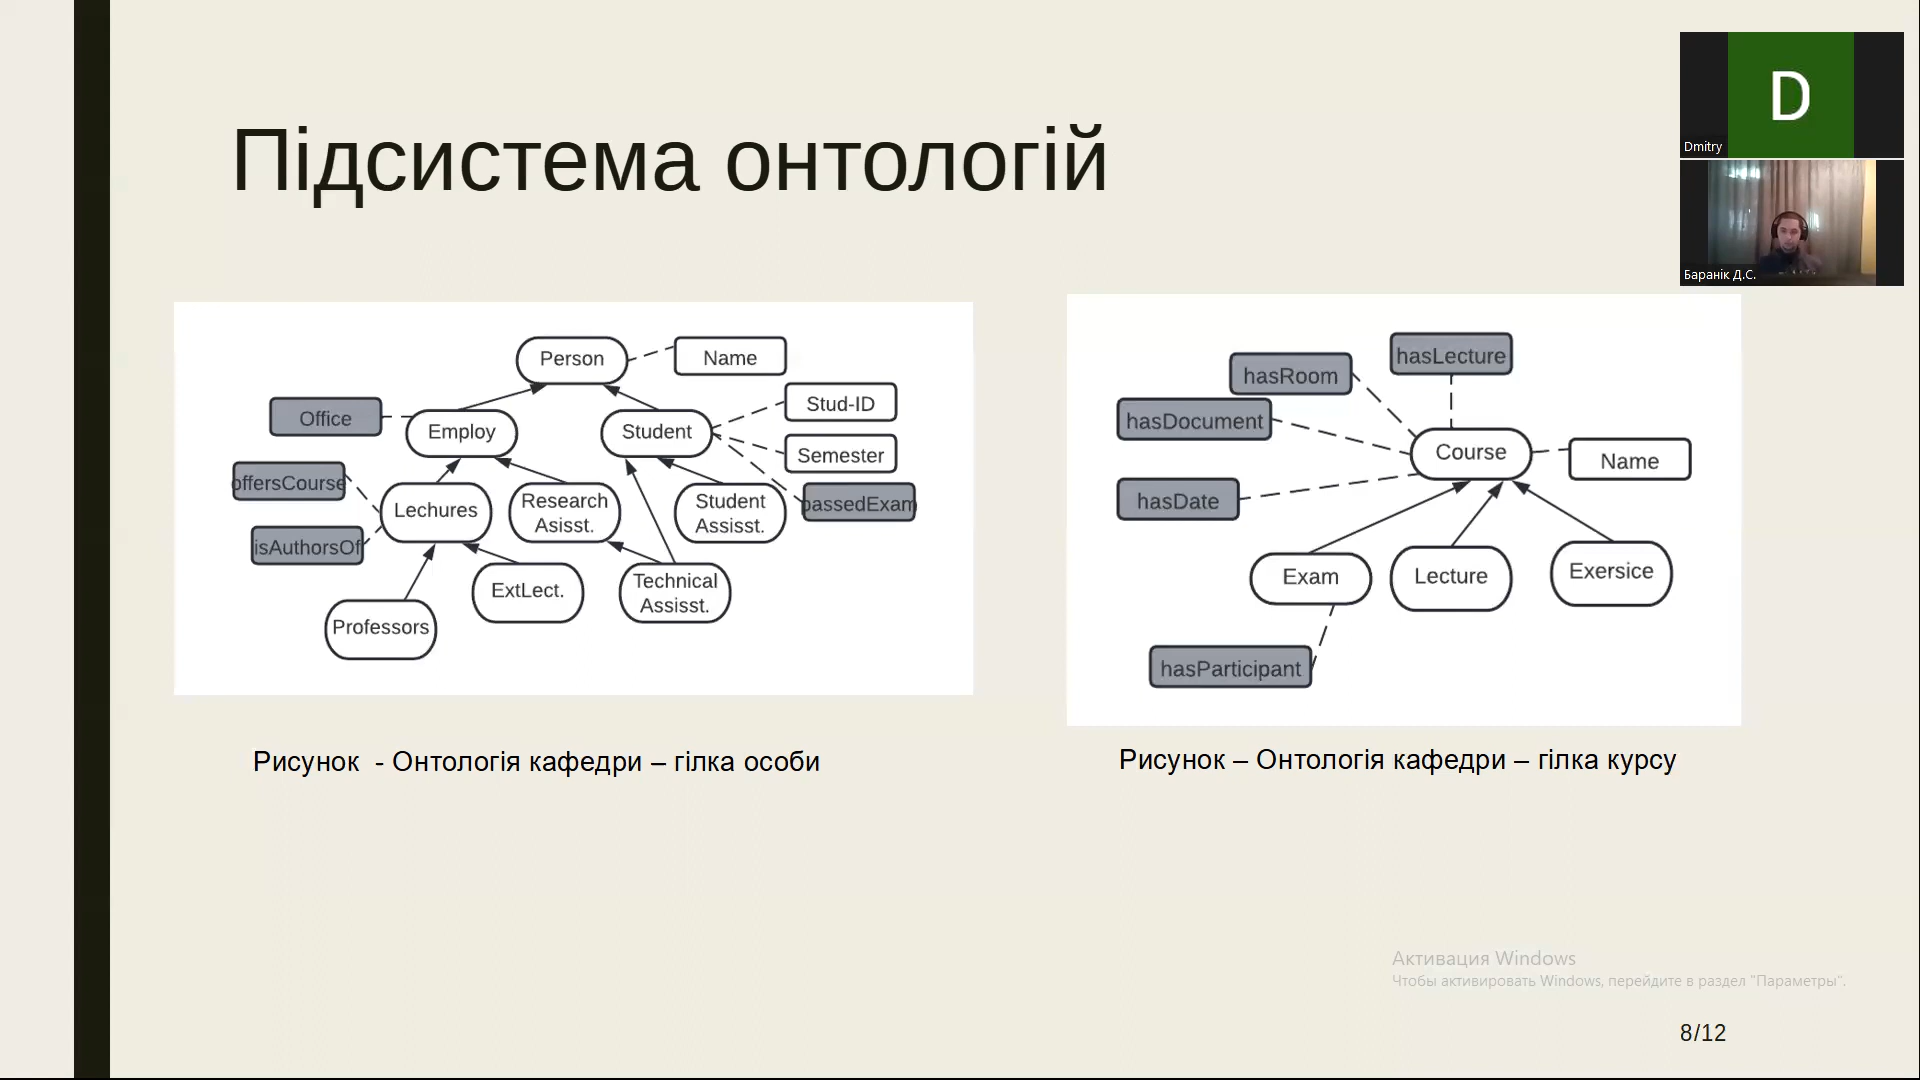 Підсистема онтологій
D
Dmitry
Баранік Д.С.
Person
Name
Office
Employ
Student
Stud-ID
Semester
passedExam
offersCourse
isAuthorsOf
Lechures
Research
Asisst.
Student
Assisst.
Professors
ExtLect.
Technical
Assisst.
hasLecture
hasRoom
hasDocument
hasDate
Course
Name
Exam
Lecture
Exersice
hasParticipant
Рисунок - Онтологія кафедри – гілка особи
Рисунок – Онтологія кафедри – гілка курсу
Активация Windows
Чтобы активировать Windows, перейдите в раздел "Параметры".
8/12